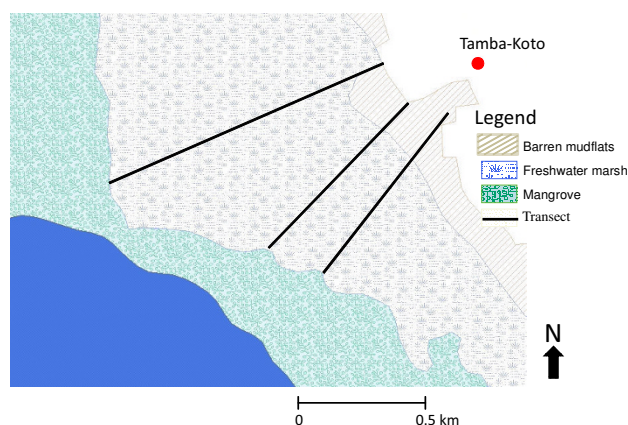 Tamba-Koto
Legend
Barren mudflats
Freshwater marsh
Mangrove
Transect
N
0 0.5 km